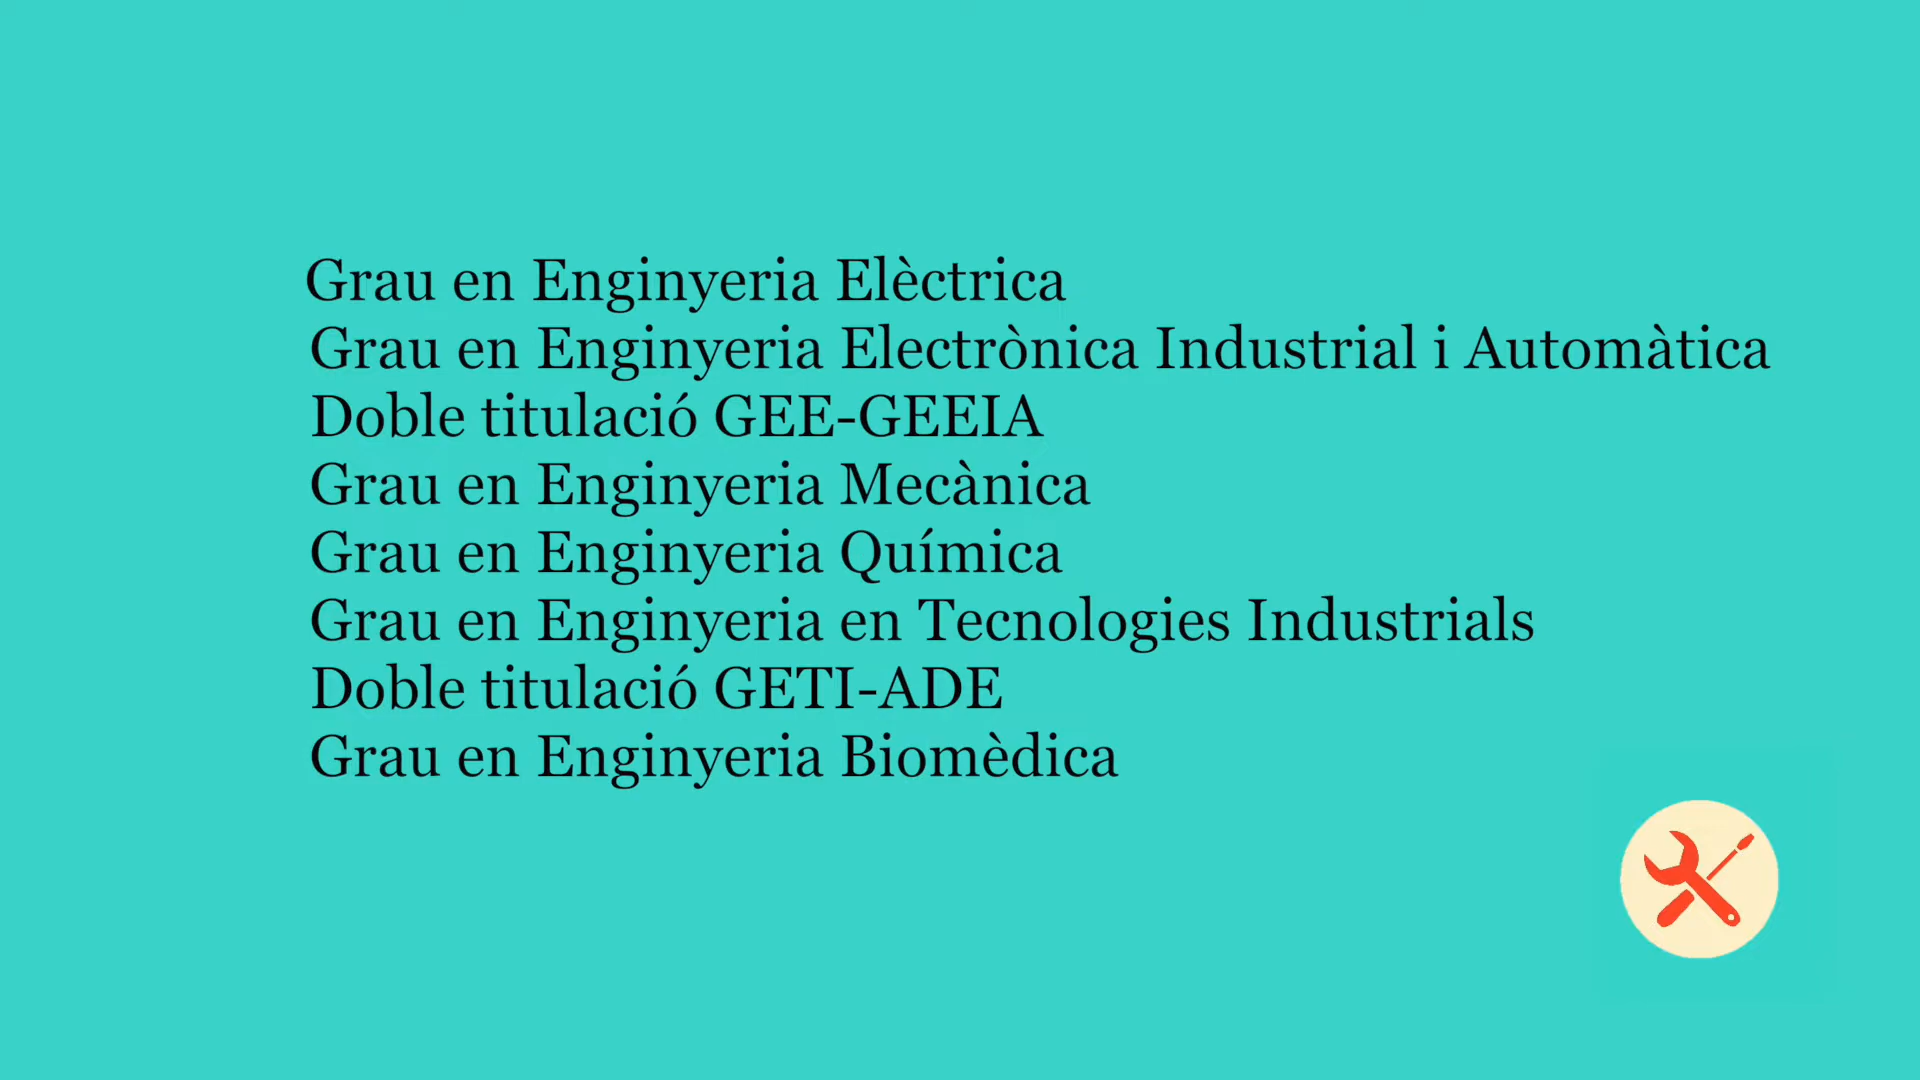 Grau en Enginyeria Elèctrica
Grau en Enginyeria Electrònica Industrial i Automàtica
Doble titulació GEE-GEEIA
Grau en Enginyeria Mecànica
Grau en Enginyeria Química
Grau en Enginyeria en Tecnologies Industrials
Doble titulació GETI-ADE
Grau en Enginyeria Biomèdica